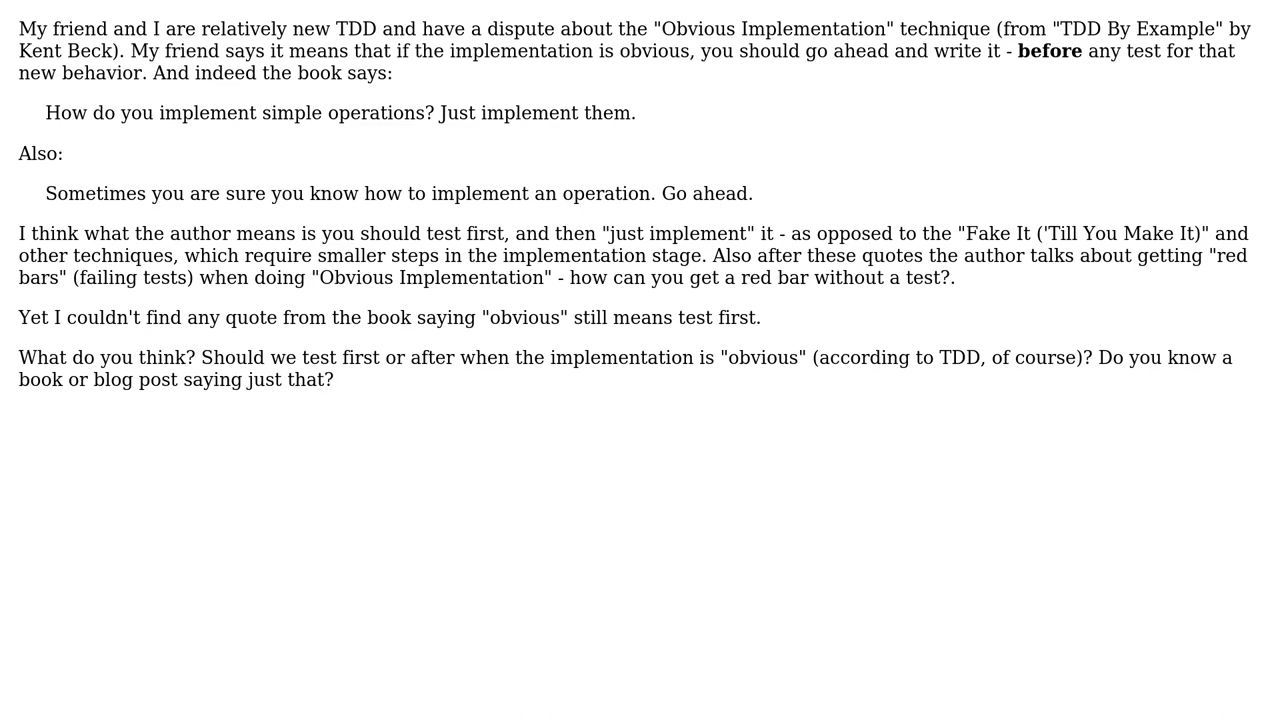 My friend and I are relatively new TDD and have a dispute about the "Obvious Implementation" technique (from "TDD By Example" by
Kent Beck). My friend says it means that if the implementation is obvious, you should go ahead and write it - before any test for that
new behavior. And indeed the book says:
How do you implement simple operations? Just implement them.
Also:
Sometimes you are sure you know how to implement an operation. Go ahead.
I think what the author means is you should test first, and then "just implement" it - as opposed to the "Fake It ('Till You Make It)" and
other techniques, which require smaller steps in the implementation stage. Also after these quotes the author talks about getting "red
bars" (failing tests) when doing "Obvious Implementation" - how can you get a red bar without a test?.
Yet I couldn't find any quote from the book saying "obvious" still means test first.
What do you think? Should we test first or after when the implementation is "obvious" (according to TDD, of course)? Do you know a
book or blog post saying just that?